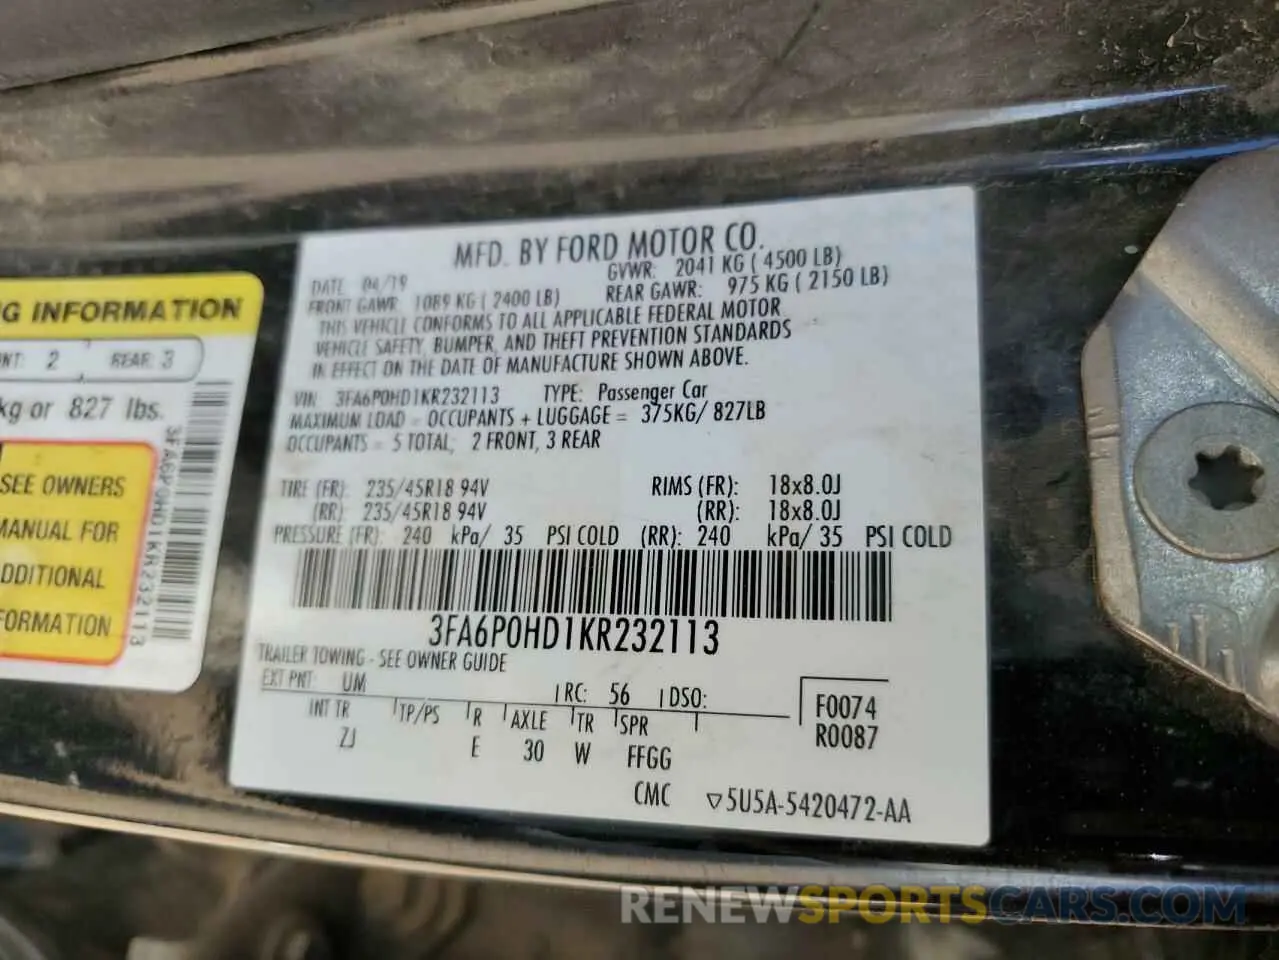 MFD. BY FORD MOTOR CO.
DATE 04/19 GVWR: 2041 KG ( 4500 LB)
FRONT GAWR 1089 KG ( 2400 LB) REAR GAWR: 975 KG ( 2150 LB)
THIS VEHICLE CONFORMS TO ALL APPLICABLE FEDERAL MOTOR
VEHICLE SAFETY, BUMPER, AND THEFT PREVENTION STANDARDS
IN EFFECT ON THE DATE OF MANUFACTURE SHOWN ABOVE.
VIN 3FA6P0HD1KR232113 TYPE: Passenger Car
MAXIMUM LOAD - OCCUPANTS + LUGGAGE = 375KG/ 827LB
OCCUPANTS = 5 TOTAL, 2 FRONT, 3 REAR
TIRE (FR): 235/45R18 94V RIMS (FR): 18x8.0J
(RR): 235/45R18 94V (RR): 18x8.0J
PRESSURE (FR): 240 kPa/ 35 PSI COLD (RR): 240 kPa/ 35 PSI COLD
3FA6P0HD1KR232113
TRAILER TOWING - SEE OWNER GUIDE
EXT PNT: UM RC: 56 DSO:
INT TR TP/PS R AXLE TR SPR F0074
ZJ E 30 W FFGG R0087
CMC ▽5U5A-5420472-AA
G INFORMATION
NT: 2 REAR: 3
kg or 827 lbs.
SEE OWNERS
MANUAL FOR
DDITIONAL
FORMATION
3FA6P0HD1KR232113
RENEWSPORTSCARS.COM